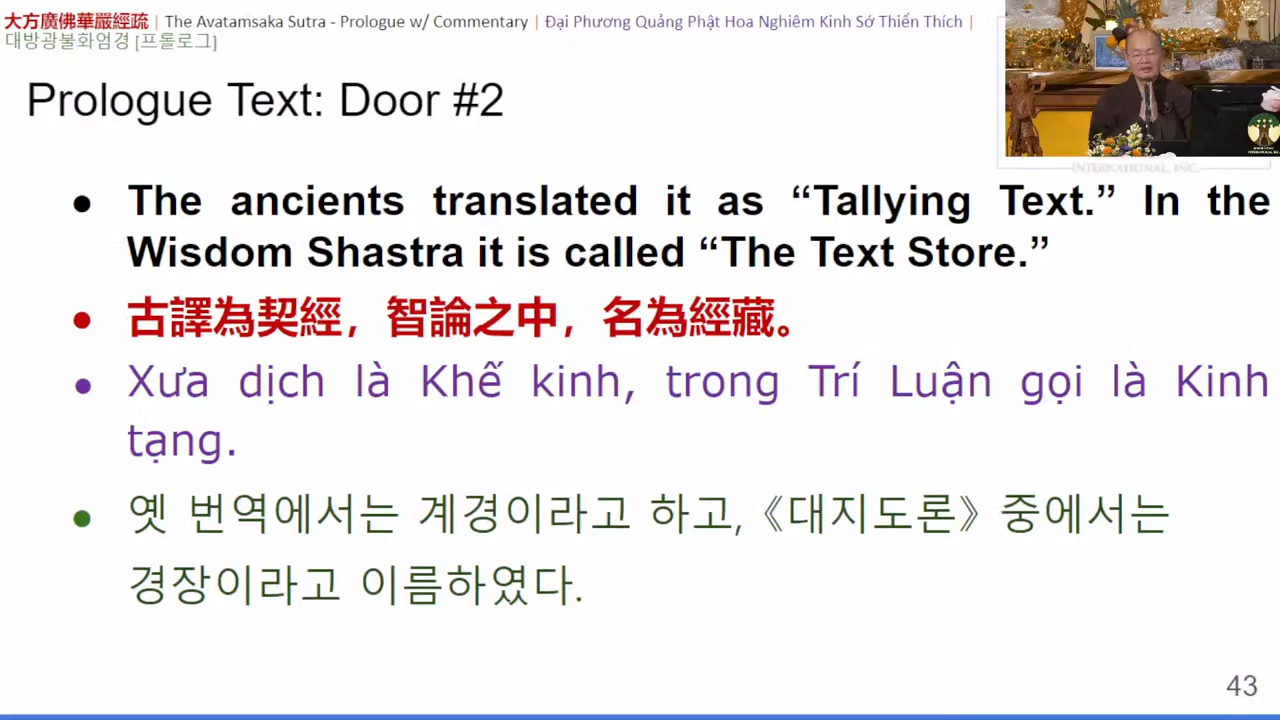 大方廣佛華嚴經疏 | The Avatamsaka Sutra - Prologue w/ Commentary | Đại Phương Quảng Phật Hoa Nghiêm Kinh Sớ Thiển Thích |
대방광불화엄경 [프롤로그]
Prologue Text: Door #2
● The ancients translated it as “Tallying Text.” In the
Wisdom Shastra it is called “The Text Store.”
● 古譯為契經，智論之中，名為經藏。
● Xưa dịch là Khế kinh, trong Trí Luận gọi là Kinh
tạng.
● 옛 번역에서는 계경이라고 하고,《대지도론》중에서는
경장이라고 이름하였다.
INTERNATIONAL, INC.
43